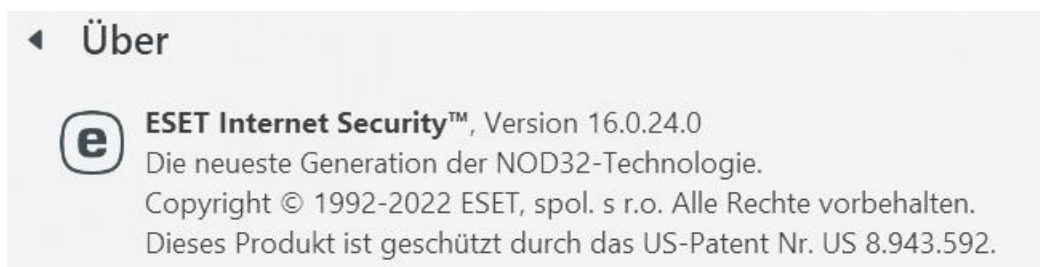 Über
e
ESET Internet Security™, Version 16.0.24.0
Die neueste Generation der NOD32-Technologie.
Copyright © 1992-2022 ESET, spol. s r.o. Alle Rechte vorbehalten.
Dieses Produkt ist geschützt durch das US-Patent Nr. US 8.943.592.